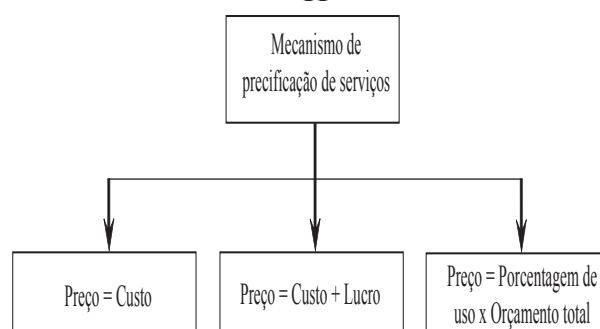 Mecanismo de
precificação de serviços
Preço = Custo
Preço = Custo + Lucro
Preço = Porcentagem de
uso x Orçamento total